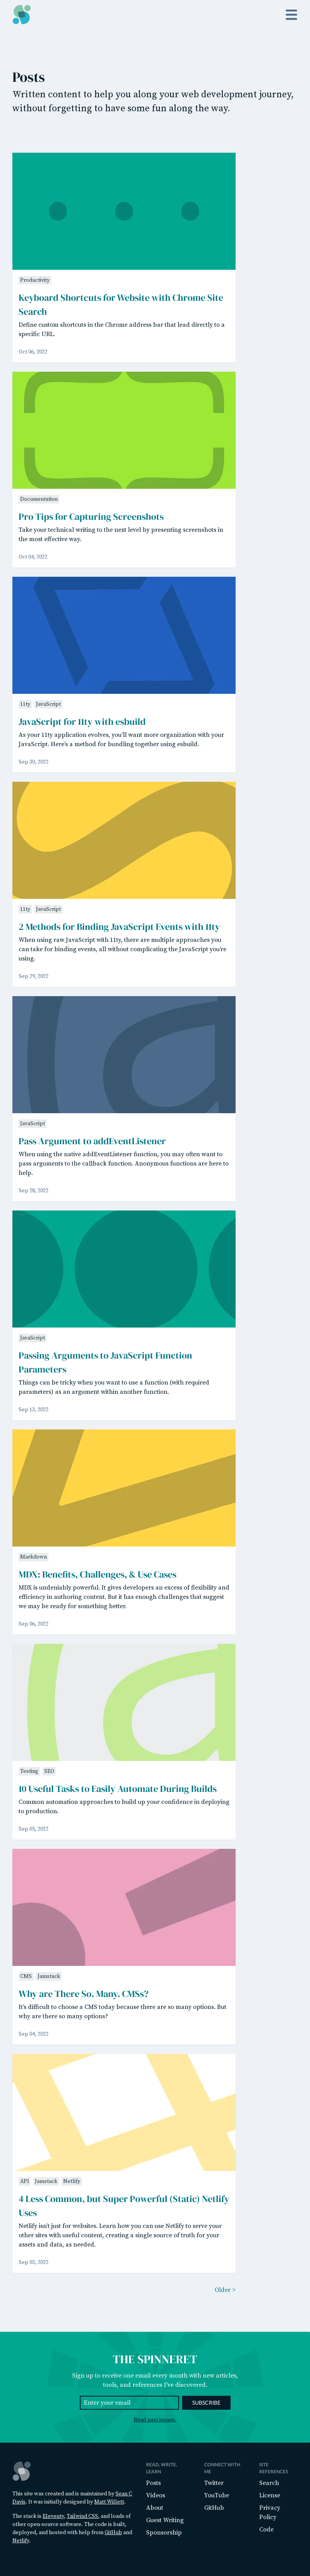 Posts
Written content to help you along your web development journey,
without forgetting to have some fun along the way.
Productivity
Keyboard Shortcuts for Website with Chrome Site
Search
Define custom shortcuts in the Chrome address bar that lead directly to a
specific URL.
Oct 06, 2022
Documentation
Pro Tips for Capturing Screenshots
Take your technical writing to the next level by presenting screenshots in
the most effective way.
Oct 04, 2022
11ty JavaScript
JavaScript for 11ty with esbuild
As your 11ty application evolves, you'll want more organization with your
JavaScript. Here's a method for bundling together using esbuild.
Sep 30, 2022
11ty JavaScript
2 Methods for Binding JavaScript Events with 11ty
When using raw JavaScript with 11ty, there are multiple approaches you
can take for binding events, all without complicating the JavaScript you're
using.
Sep 29, 2022
JavaScript
Pass Argument to addEventListener
When using the native addEventListener function, you may often want to
pass arguments to the callback function. Anonymous functions are here to
help.
Sep 28, 2022
JavaScript
Passing Arguments to JavaScript Function
Parameters
Things can be tricky when you want to use a function (with required
parameters) as an argument within another function.
Sep 13, 2022
Markdown
MDX: Benefits, Challenges, & Use Cases
MDX is undeniably powerful. It gives developers an excess of flexibility and
efficiency in authoring content. But it has enough challenges that suggest
we may be ready for something better.
Sep 06, 2022
Testing SEO
10 Useful Tasks to Easily Automate During Builds
Common automation approaches to build up your confidence in deploying
to production.
Sep 05, 2022
CMS Jamstack
Why are There So. Many. CMSs?
It's difficult to choose a CMS today because there are so many options. But
why are there so many options?
Sep 04, 2022
API Jamstack Netlify
4 Less Common, but Super Powerful (Static) Netlify
Uses
Netlify isn't just for websites. Learn how you can use Netlify to serve your
other sites with useful content, creating a single source of truth for your
assets and data, as needed.
Sep 03, 2022
Older >
THE SPINNERET
Sign up to receive one email every month with new articles,
tools, and references I've discovered.
Enter your email
SUBSCRIBE
Read past issues.
This site was created and is maintained by Sean C
Davis. It was initially designed by Matt Willett.
The stack is Eleventy, Tailwind CSS, and loads of
other open-source software. The code is built,
deployed, and hosted with help from GitHub and
Netlify.
READ, WRITE,
LEARN
Posts
Videos
About
Guest Writing
Sponsorship
CONNECT WITH
ME
Twitter
YouTube
GitHub
SITE
REFERENCES
Search
License
Privacy
Policy
Code